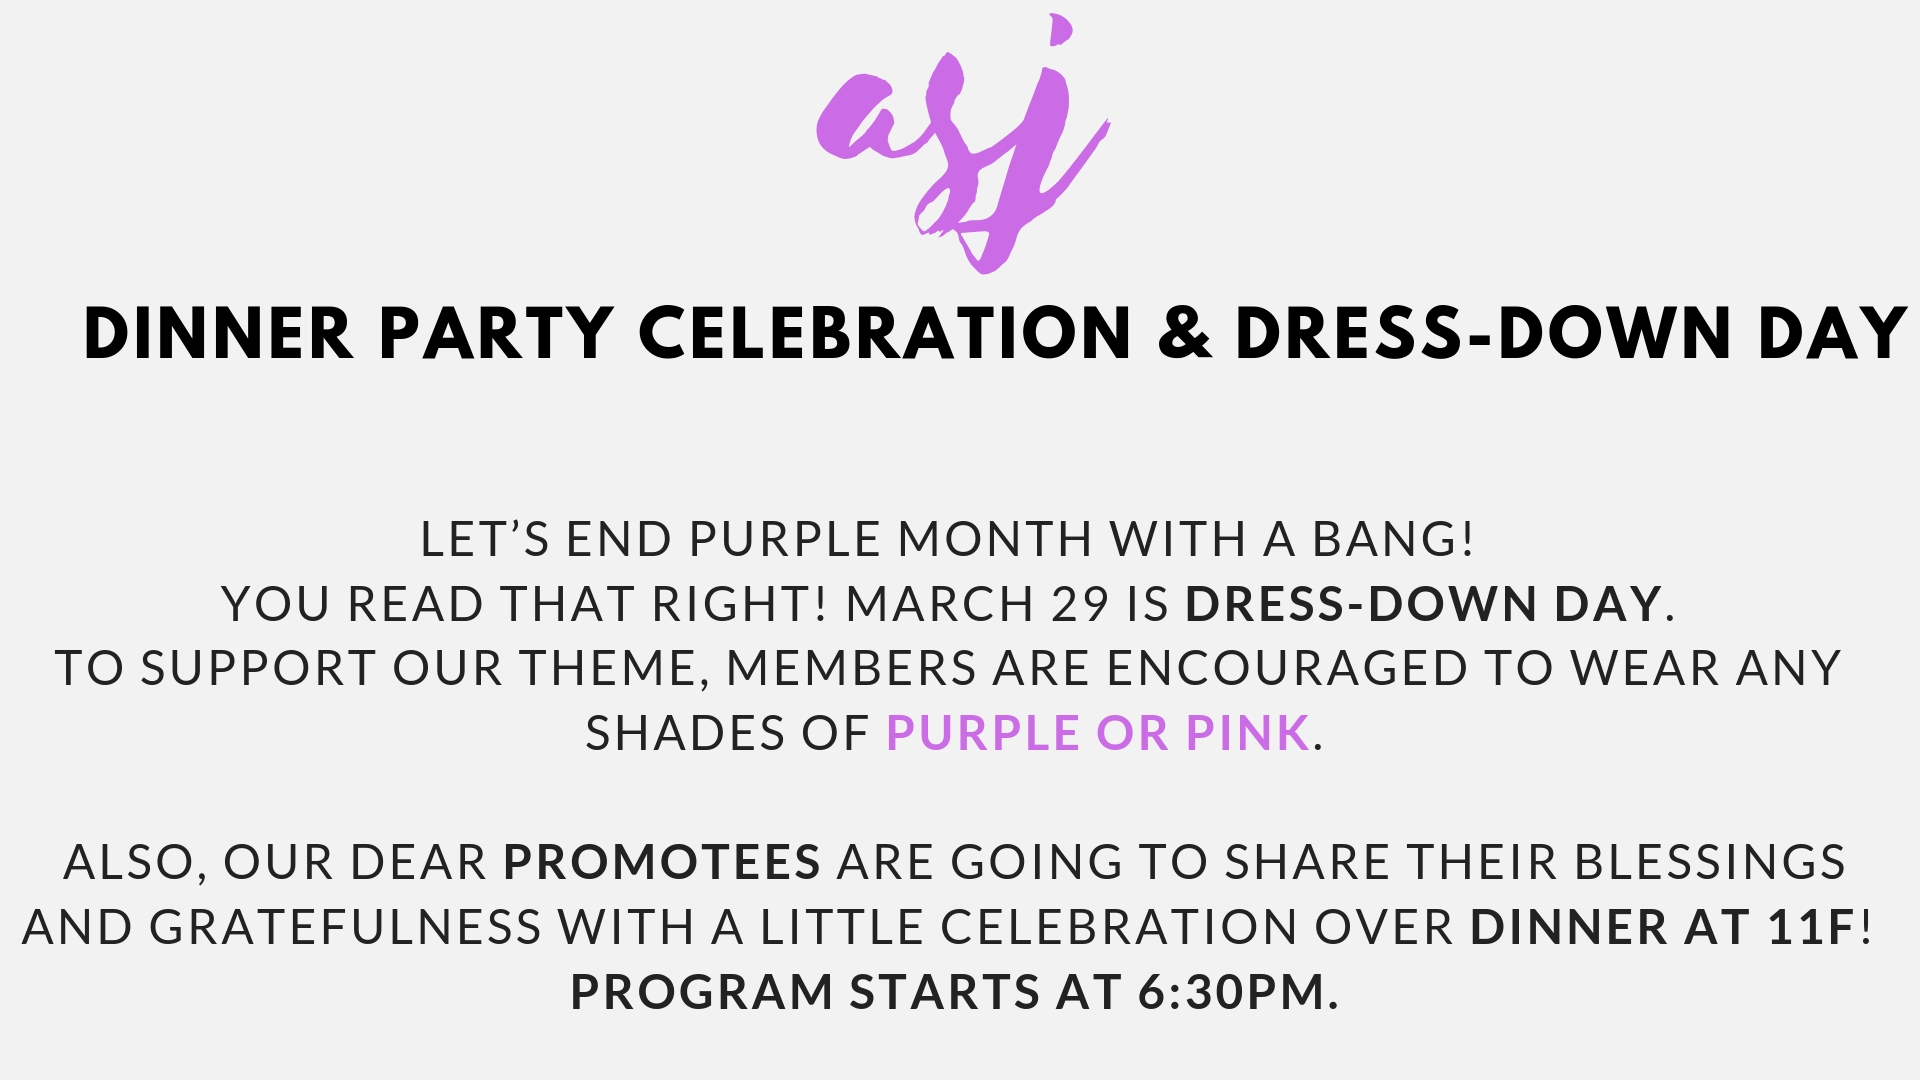 asj
DINNER PARTY CELEBRATION & DRESS-DOWN DAY
LET’S END PURPLE MONTH WITH A BANG!
YOU READ THAT RIGHT! MARCH 29 IS DRESS-DOWN DAY.
TO SUPPORT OUR THEME, MEMBERS ARE ENCOURAGED TO WEAR ANY
SHADES OF PURPLE OR PINK.
ALSO, OUR DEAR PROMOTEES ARE GOING TO SHARE THEIR BLESSINGS
AND GRATEFULNESS WITH A LITTLE CELEBRATION OVER DINNER AT 11F!
PROGRAM STARTS AT 6:30PM.